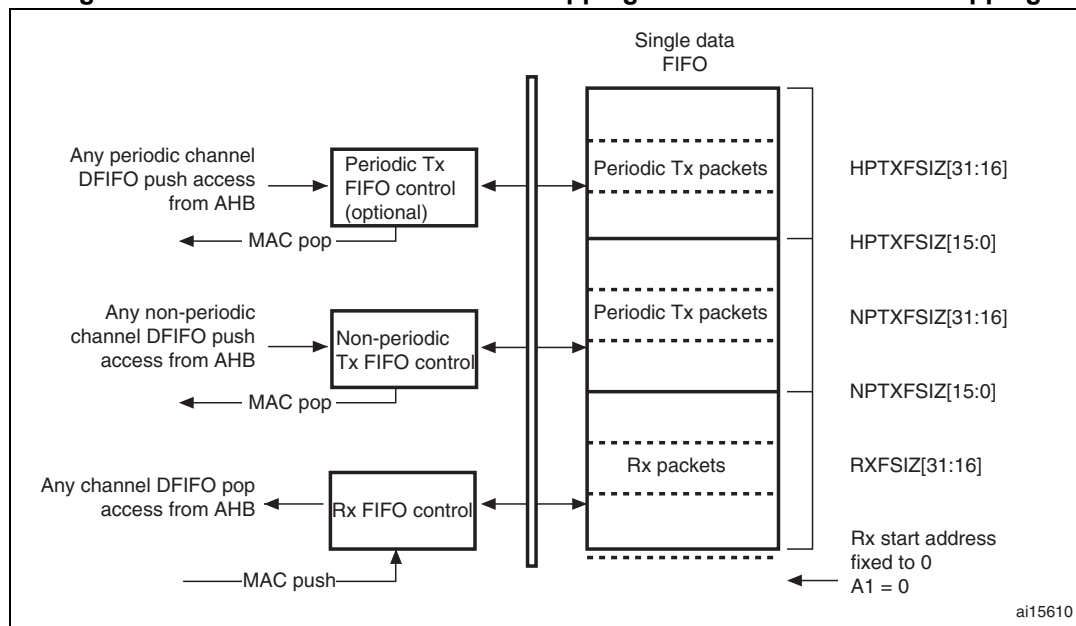 Single data
FIFO
Any periodic channel
DFIFO push access
from AHB
Periodic Tx
FIFO control
(optional)
MAC pop
Periodic Tx packets
HPTXFSIZ[31:16]
HPTXFSIZ[15:0]
Any non-periodic
channel DFIFO push
access from AHB
Non-periodic
Tx FIFO control
MAC pop
Periodic Tx packets
NPTXFSIZ[31:16]
NPTXFSIZ[15:0]
Any channel DFIFO pop
access from AHB
Rx FIFO control
MAC push
Rx packets
RXFSIZ[31:16]
Rx start address
fixed to 0
A1 = 0
ai15610